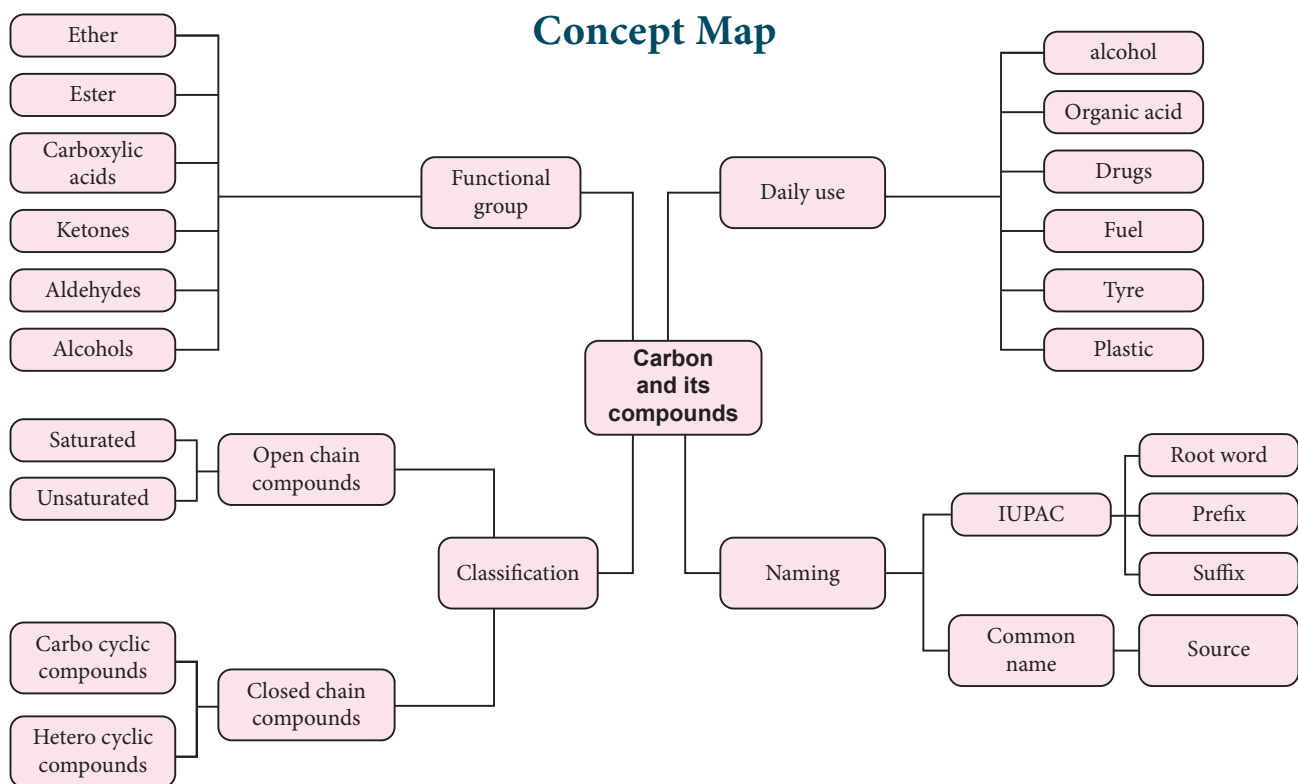 Concept Map
Ether
Ester
Carboxylic
acids
Ketones
Aldehydes
Alcohols
Functional
group
Daily use
alcohol
Organic acid
Drugs
Fuel
Tyre
Plastic
Carbon
and its
compounds
Saturated
Unsaturated
Open chain
compounds
Classification
Carbo cyclic
compounds
Hetero cyclic
compounds
Closed chain
compounds
Naming
IUPAC
Root word
Prefix
Suffix
Common
name
Source